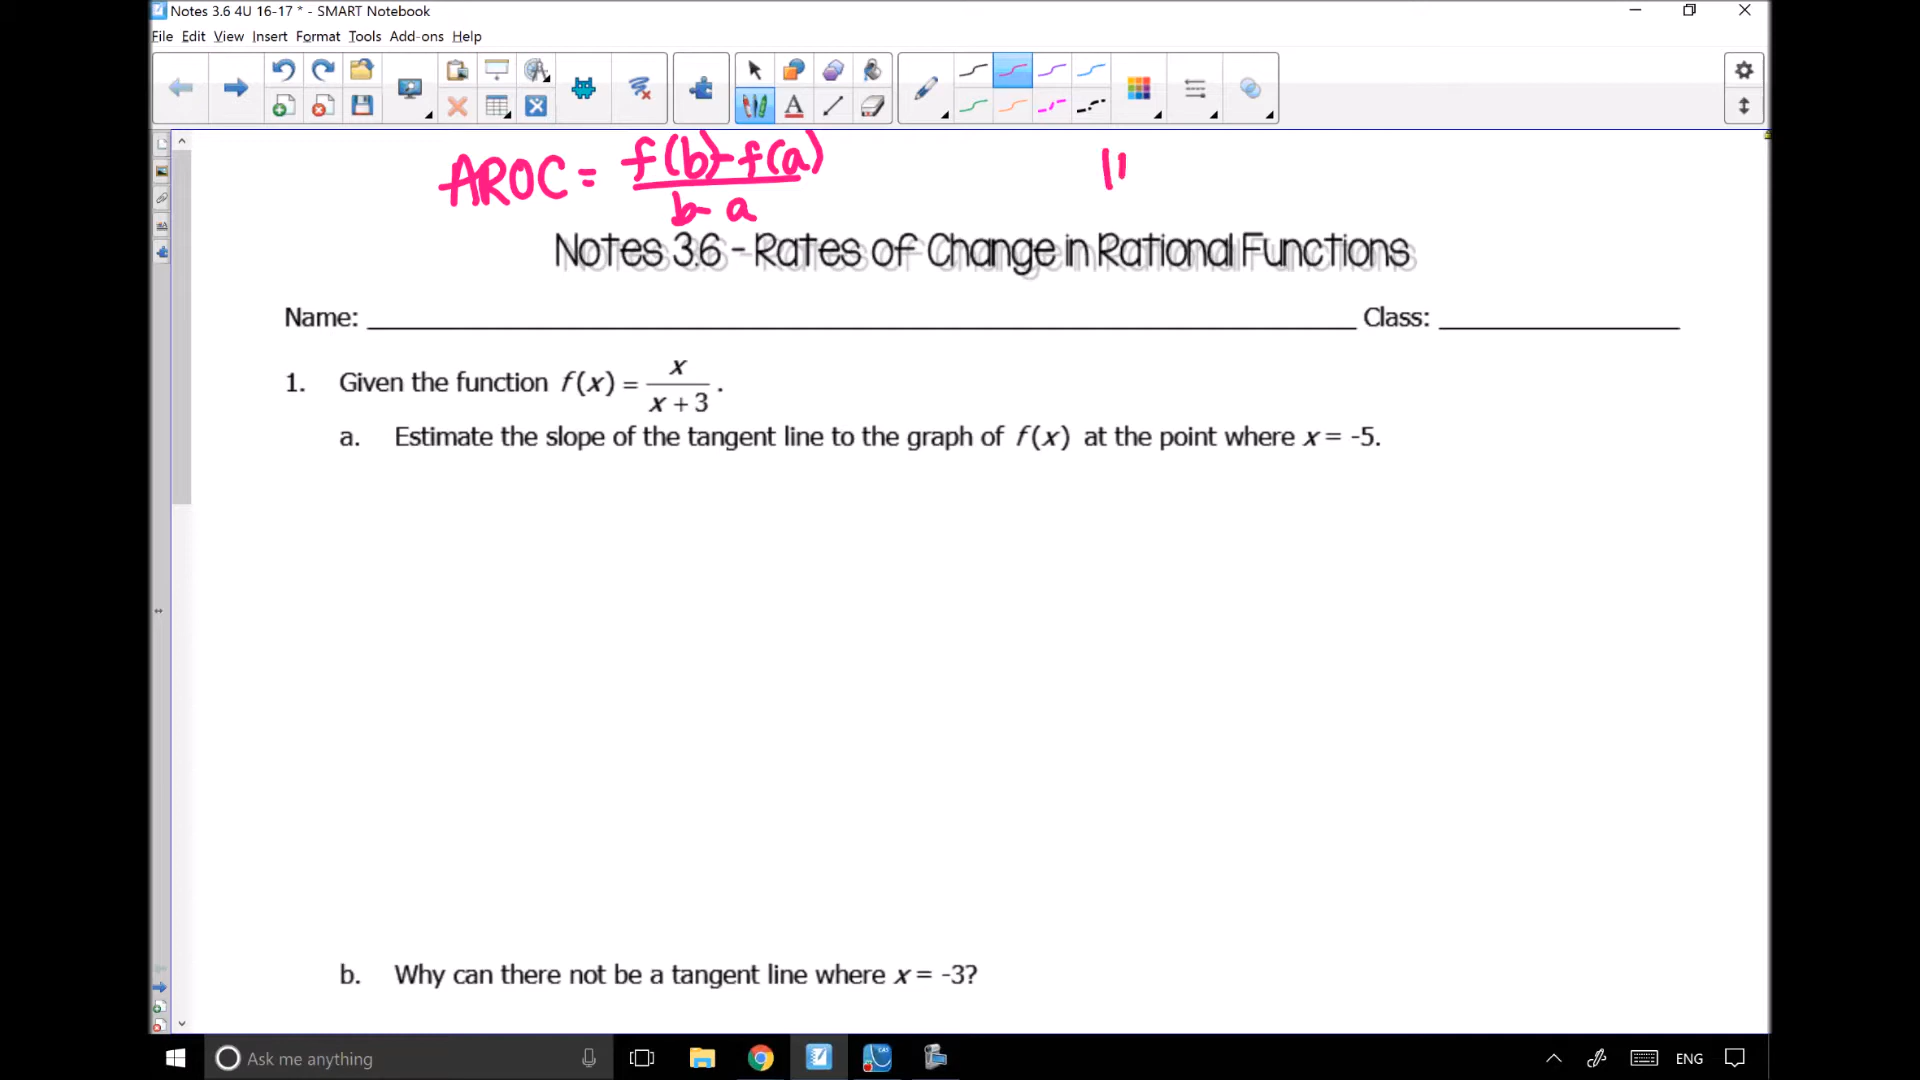 Notes 3.6 4U 16-17 * - SMART Notebook
File Edit View Insert Format Tools Add-ons Help
AROC = f(b)-f(a)
b-a
Notes 3.6 - Rates of Change in Rational Functions
Name: ______ Class: ______
1. Given the function f(x) = x / x + 3 .
a. Estimate the slope of the tangent line to the graph of f(x) at the point where x = -5.
b. Why can there not be a tangent line where x = -3?
Ask me anything
ENG